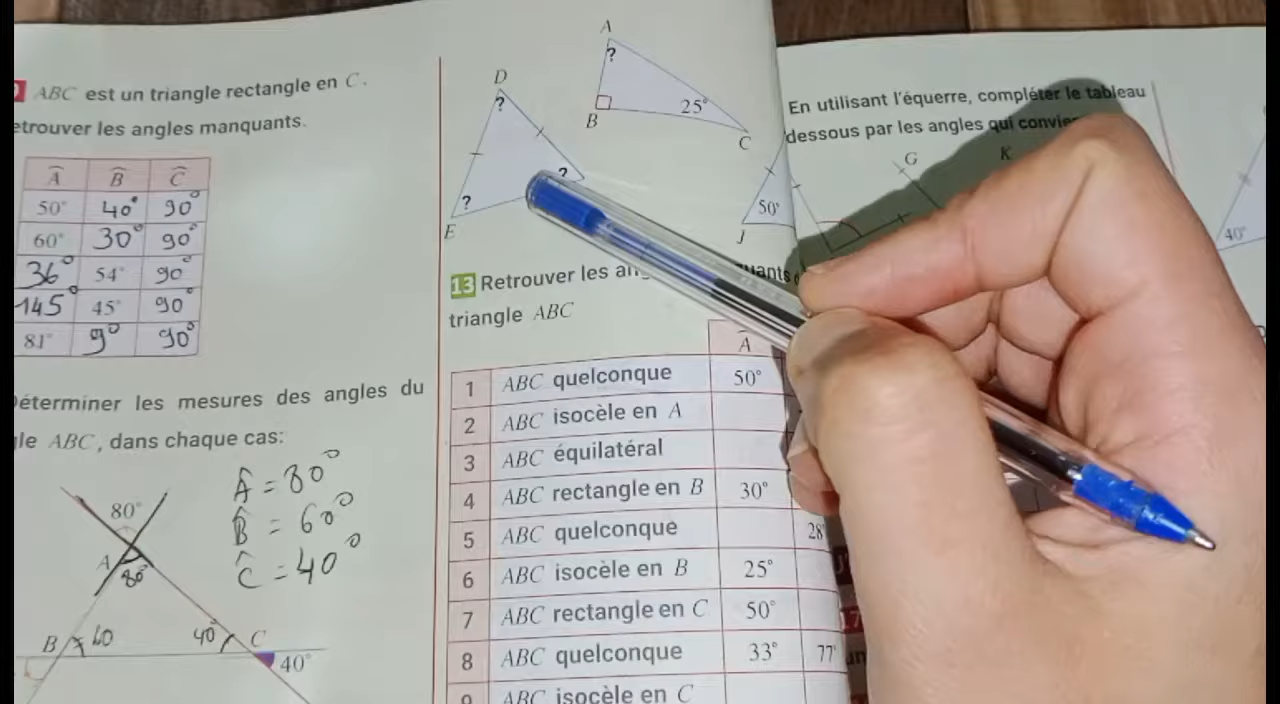 ABC est un triangle rectangle en C.
etrouver les angles manquants.
A B C
50° 40° 90°
60° 30° 90°
36° 54° 90°
145° 45° 90°
81° 9° 90°
éterminer les mesures des angles du
gle ABC, dans chaque cas:
Â = 80°
B̂ = 60°
Ĉ = 40°
80°
A
80°
B 60 40° C
40°
D
?
?
?
E
A
?
B
25°
C
50°
J
13 Retrouver les
triangle ABC
A
1 ABC quelconque 50°
2 ABC isocèle en A
3 ABC équilatéral
4 ABC rectangle en B 30°
5 ABC quelconque 28
6 ABC isocèle en B 25°
7 ABC rectangle en C 50°
8 ABC quelconque 33° 77
9 ABC isocèle en C
En utilisant l'équerre, compléter le tableau
dessous par les angles qui
G K
40°